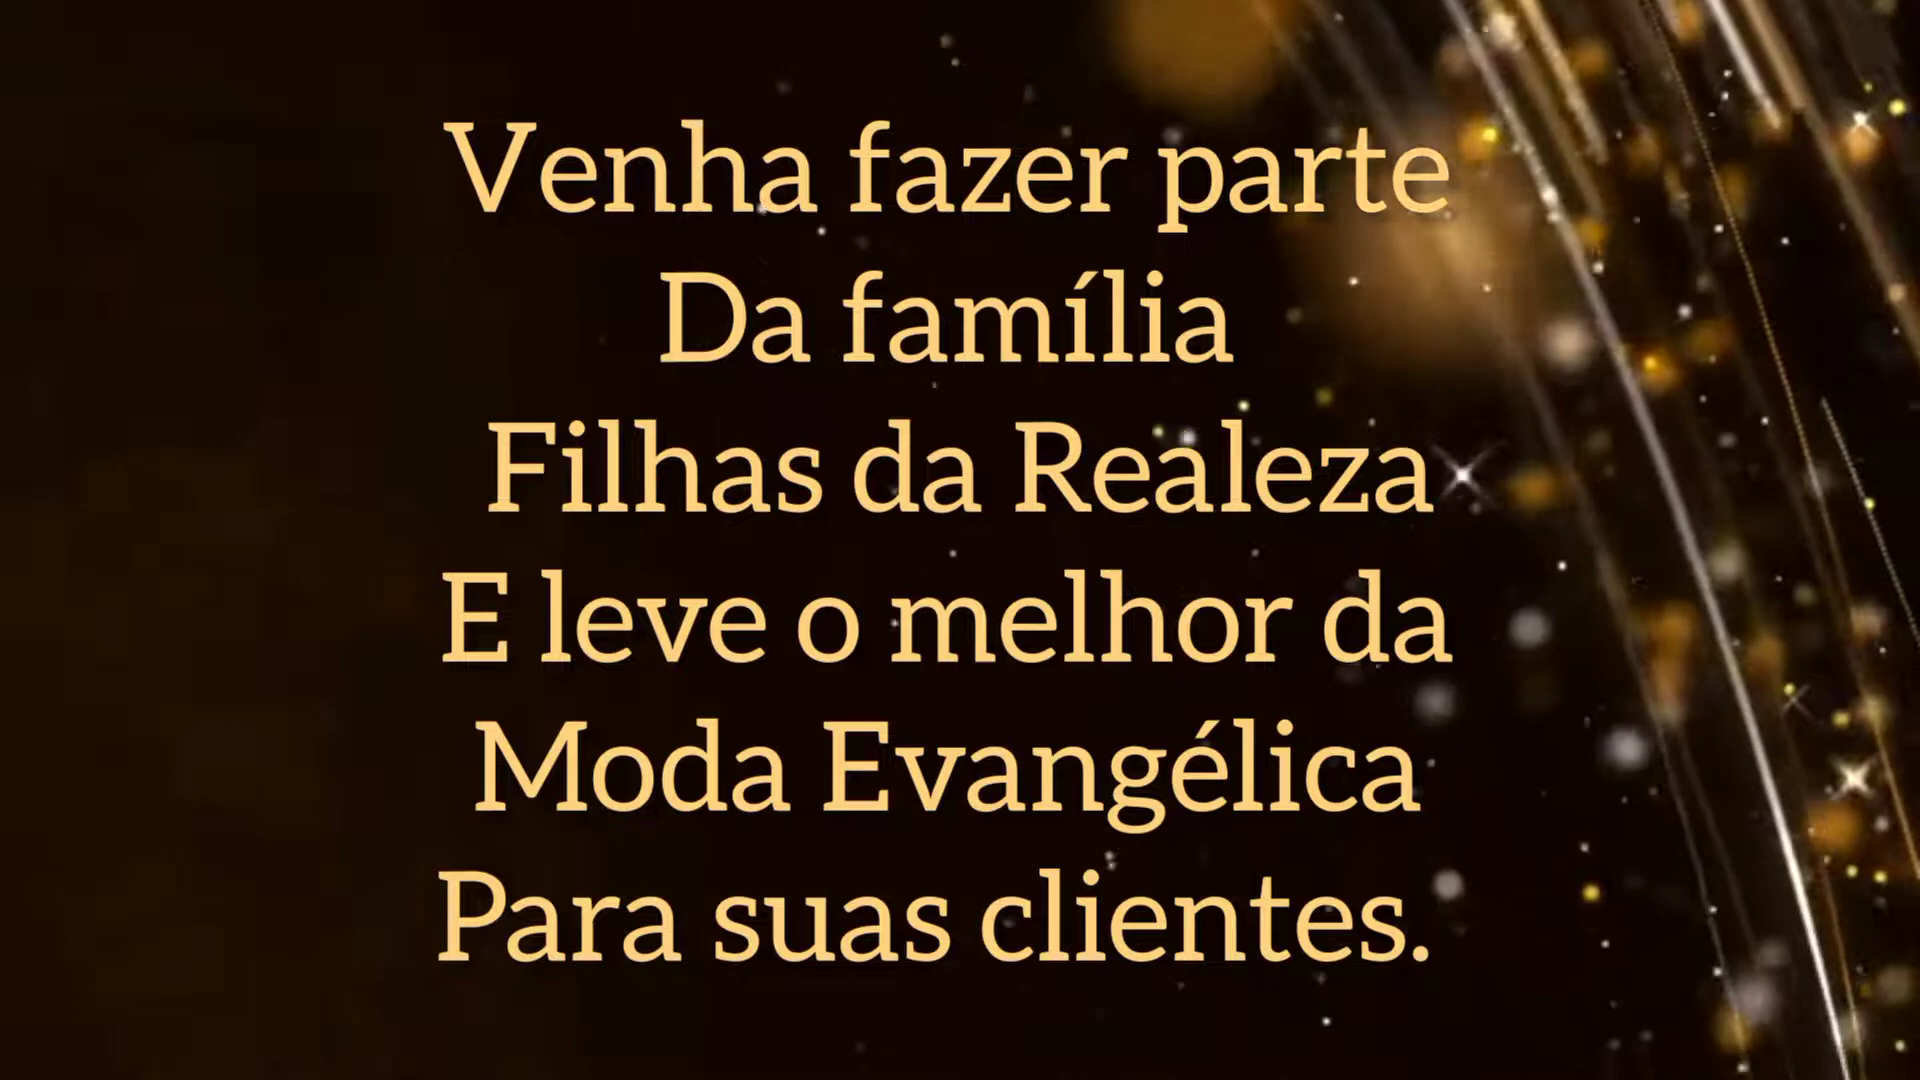 Venha fazer parte
Da família
Filhas da Realeza
E leve o melhor da
Moda Evangélica
Para suas clientes.